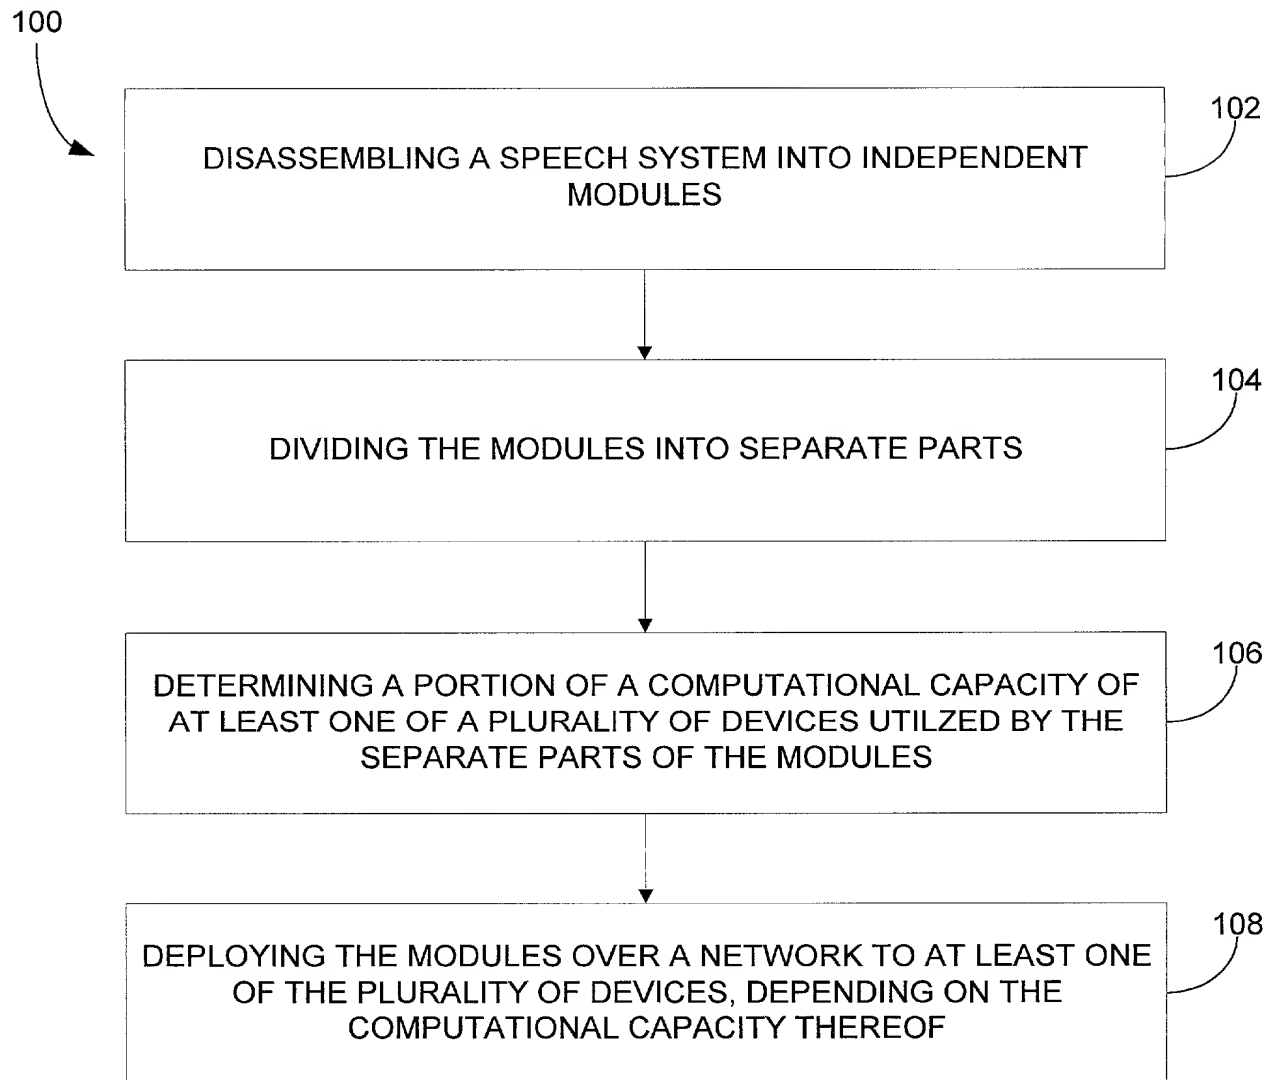 100
102
DISASSEMBLING A SPEECH SYSTEM INTO INDEPENDENT
MODULES
104
DIVIDING THE MODULES INTO SEPARATE PARTS
106
DETERMINING A PORTION OF A COMPUTATIONAL CAPACITY OF
AT LEAST ONE OF A PLURALITY OF DEVICES UTILZED BY THE
SEPARATE PARTS OF THE MODULES
108
DEPLOYING THE MODULES OVER A NETWORK TO AT LEAST ONE
OF THE PLURALITY OF DEVICES, DEPENDING ON THE
COMPUTATIONAL CAPACITY THEREOF